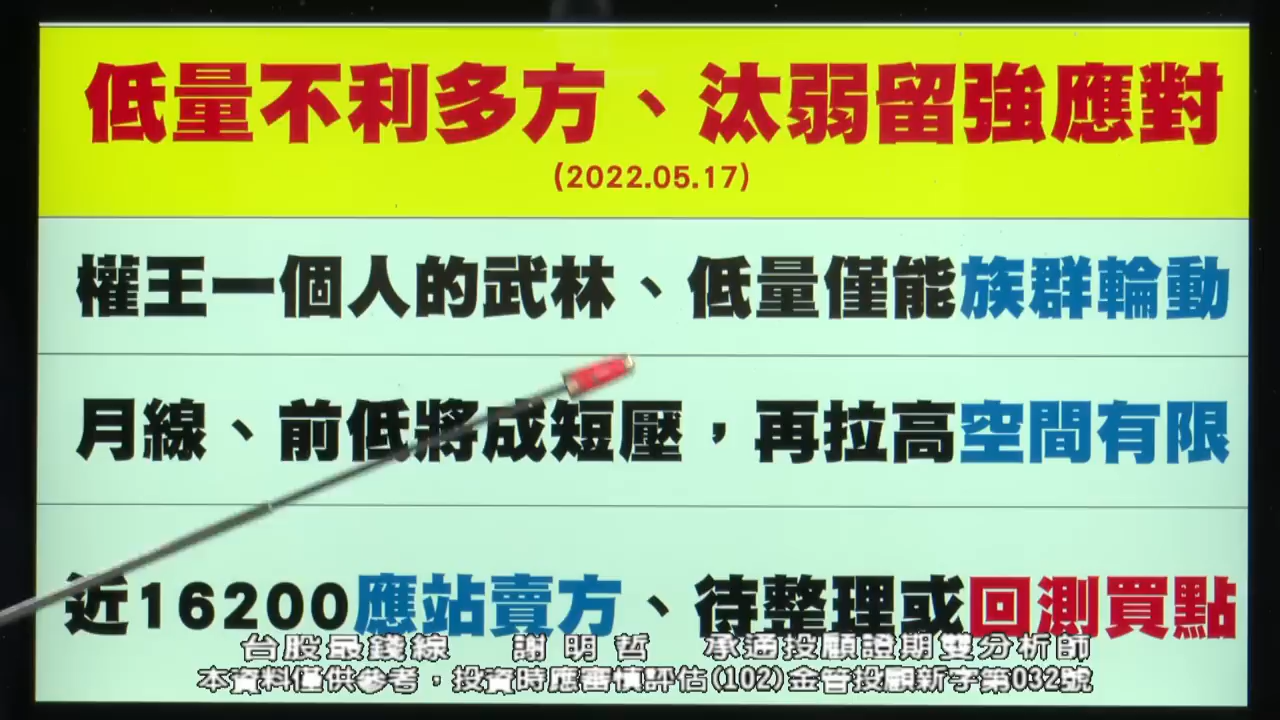 低量不利多方、汰弱留強應對
(2022.05.17)
權王一個人的武林、低量僅能族群輪動
月線、前低將成短壓，再拉高空間有限
近16200應站賣方、待整理或回測買點
台股最錢線 謝明哲 承通投顧證期雙分析師
本資料僅供參考，投資時應審慎評估(102)金管投顧新字第032號